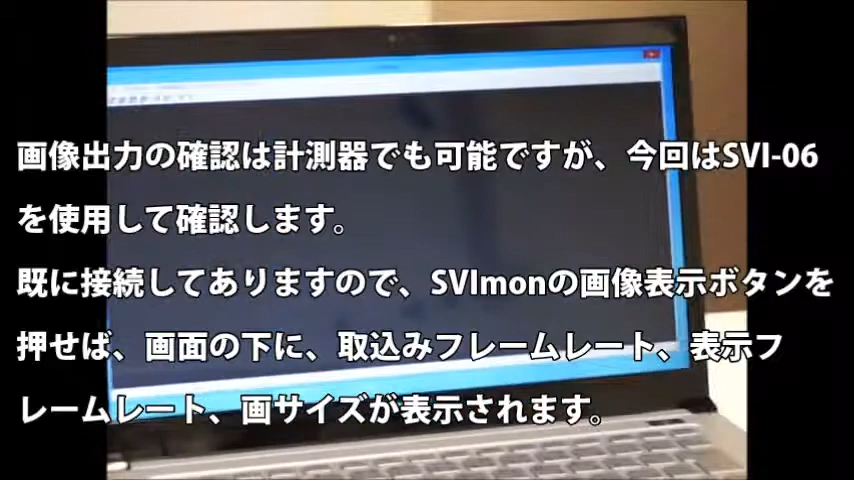 画像出力の確認は計測器でも可能ですが、今回はSVI-06
を使用して確認します。
既に接続してありますので、SVImonの画像表示ボタンを
押せば、画面の下に、取込みフレームレート、表示フ
レームレート、画サイズが表示されます。